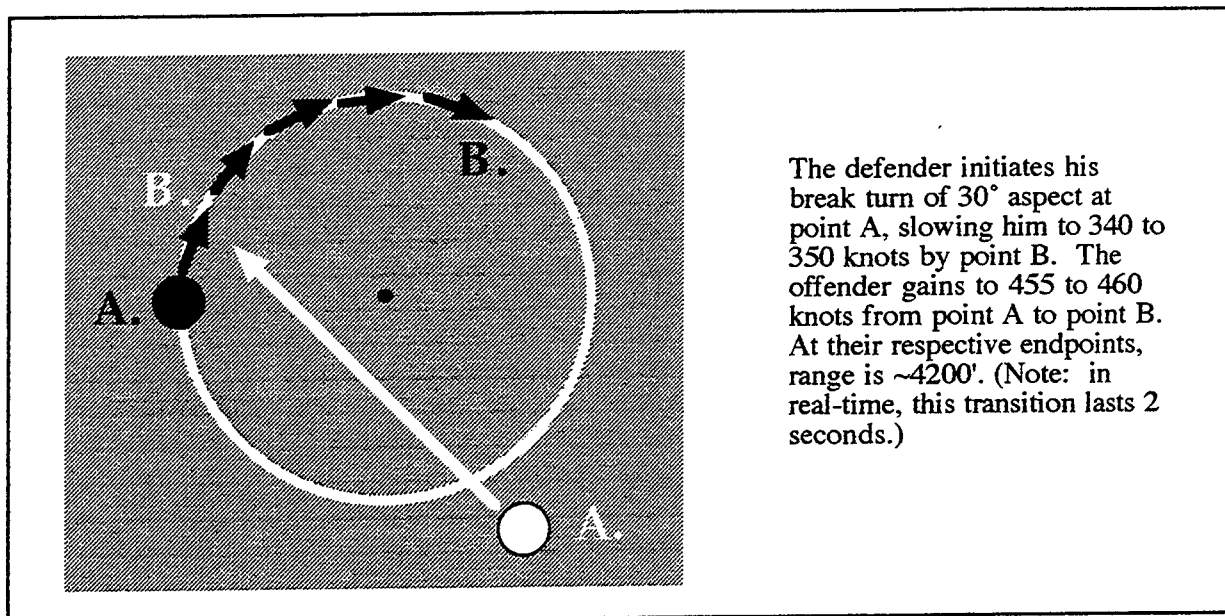 B.
B.
A.
A.
The defender initiates his
break turn of 30° aspect at
point A, slowing him to 340 to
350 knots by point B.  The
offender gains to 455 to 460
knots from point A to point B.
At their respective endpoints,
range is ~4200'. (Note:  in
real-time, this transition lasts 2
seconds.)